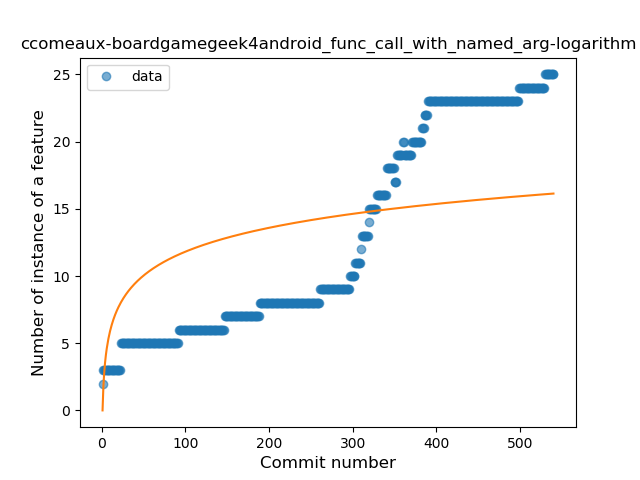 ccomeaux-boardgamegeek4android_func_call_with_named_arg-logarithm
data
Number of instance of a feature
25
20
15
10
5
0
0 100 200 300 400 500
Commit number